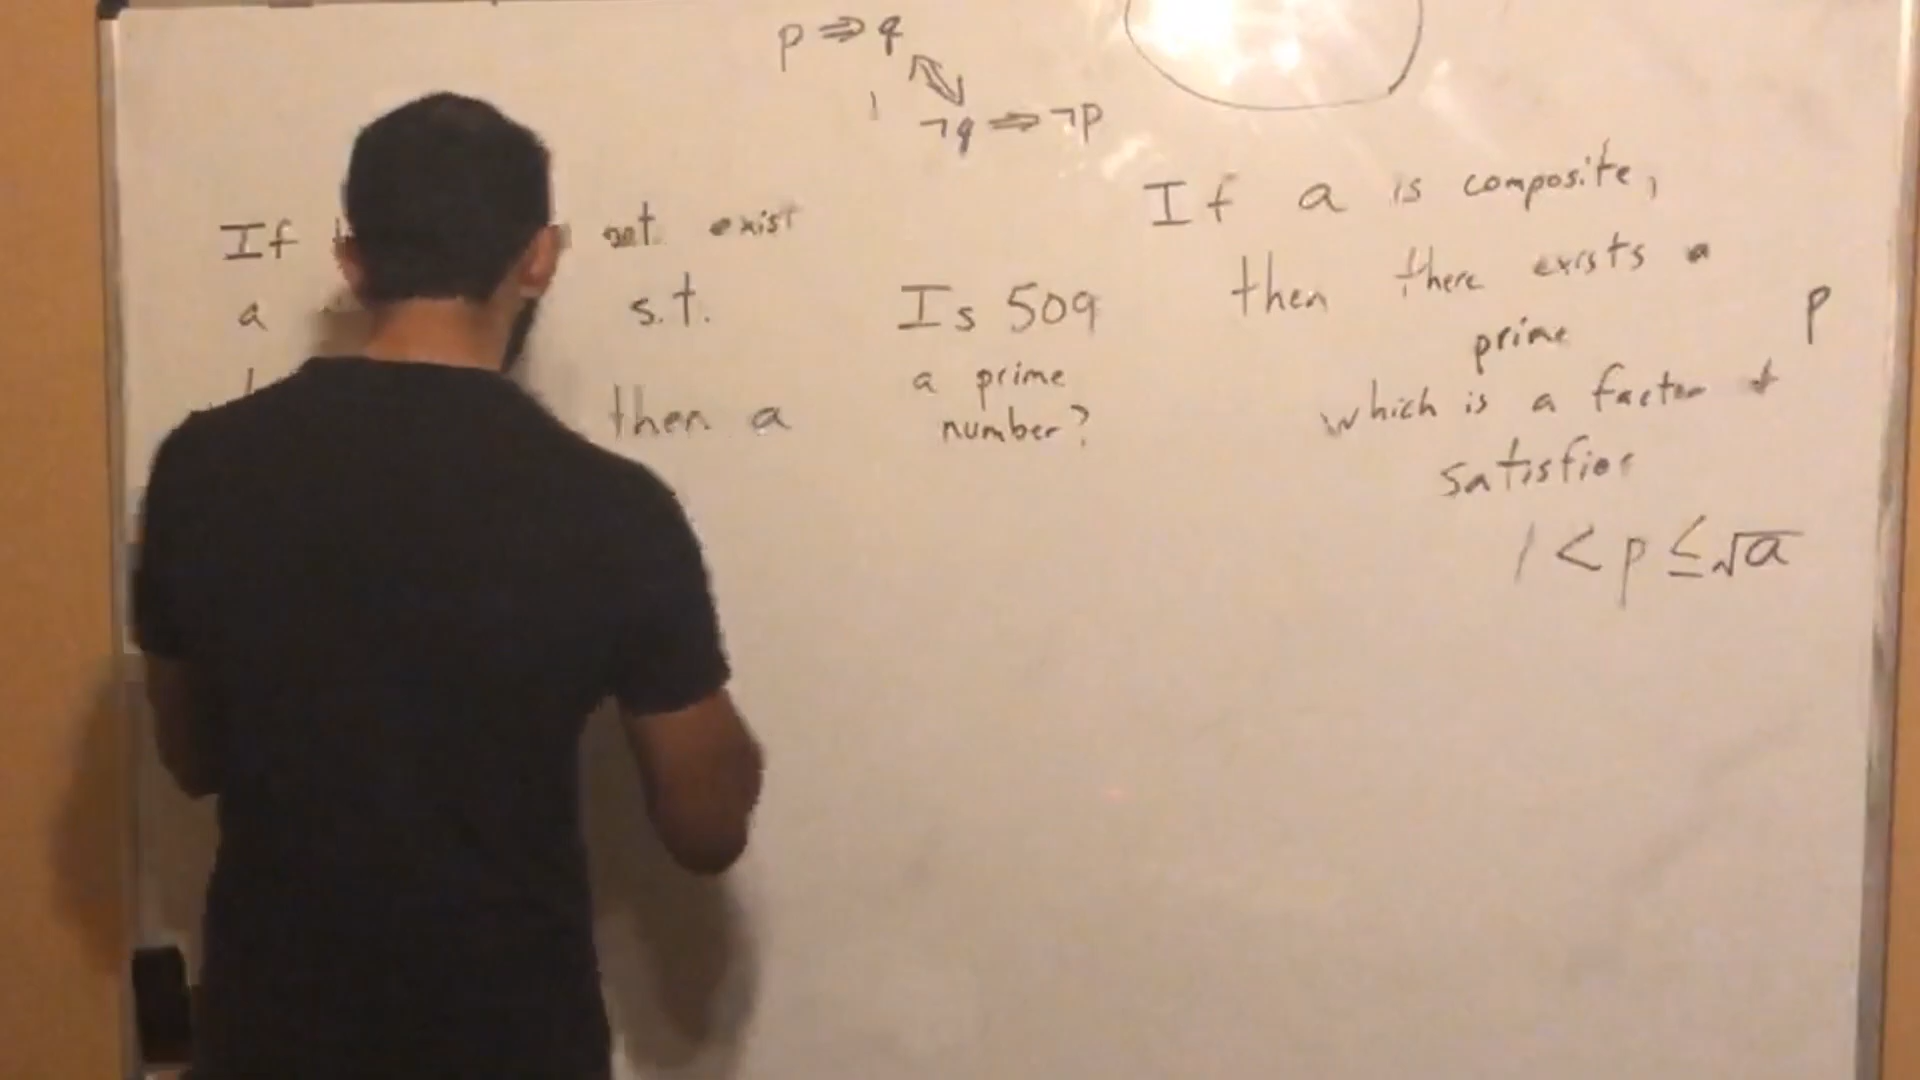 p ⇒ q
¬q ⇒ ¬p
If not exist
a s.t.
then a
Is 509
a prime
number?
If a is composite,
then there exists a
prime p
which is a factor +
satisfies
1 < p ≤ √a